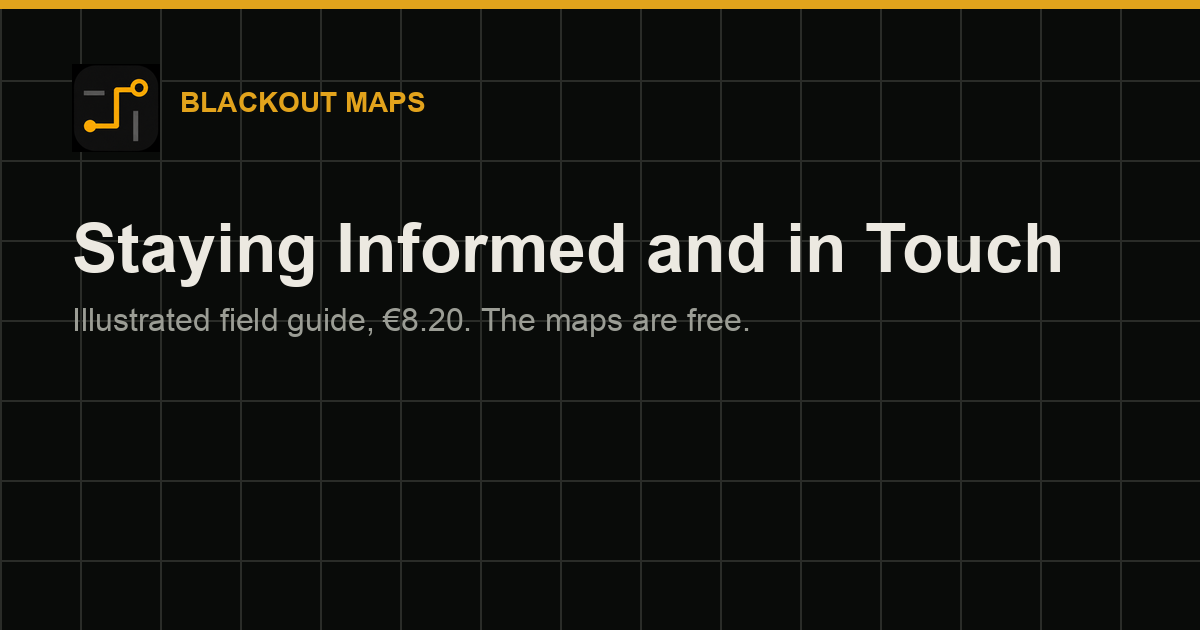 BLACKOUT MAPS
Staying Informed and in Touch
Illustrated field guide, €8.20. The maps are free.